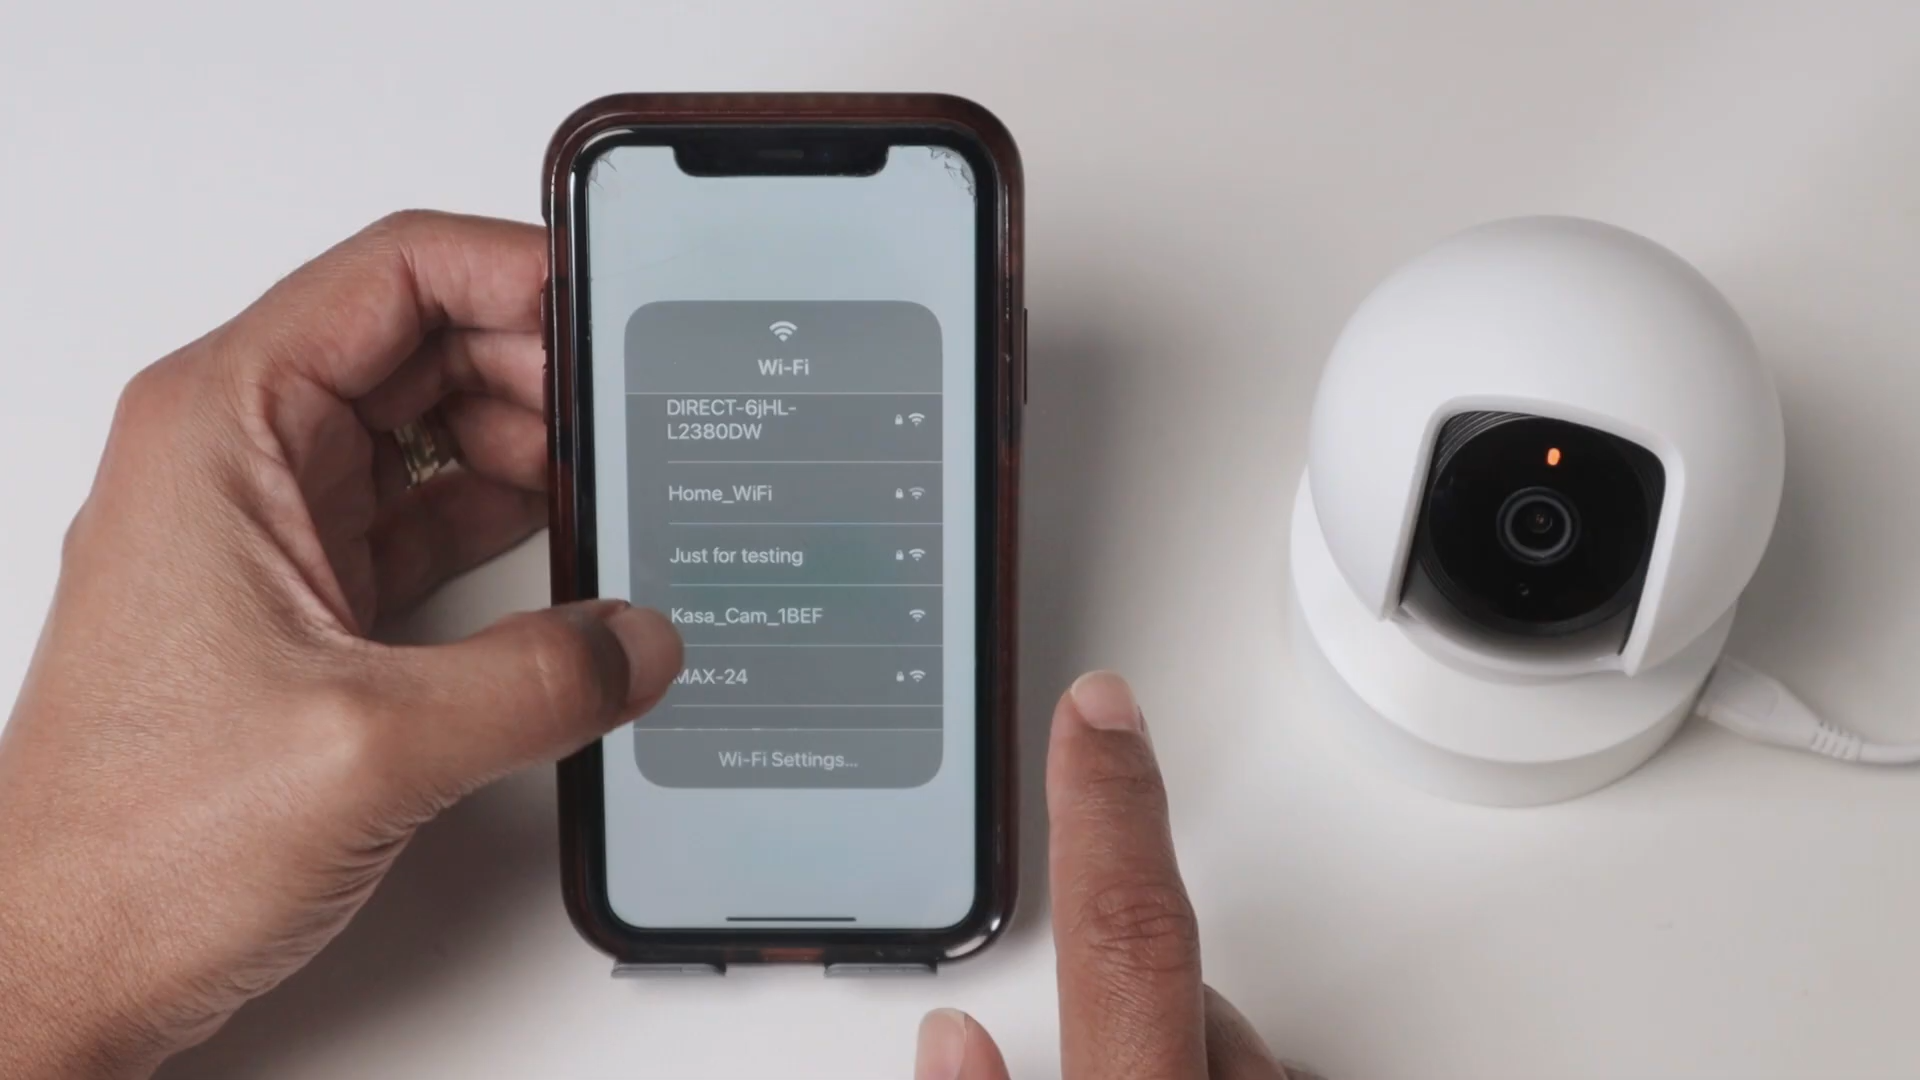 Wi-Fi
DIRECT-6jHL-
L2380DW
Home_WiFi
Just for testing
Kasa_Cam_1BEF
MAX-24
Wi-Fi Settings...